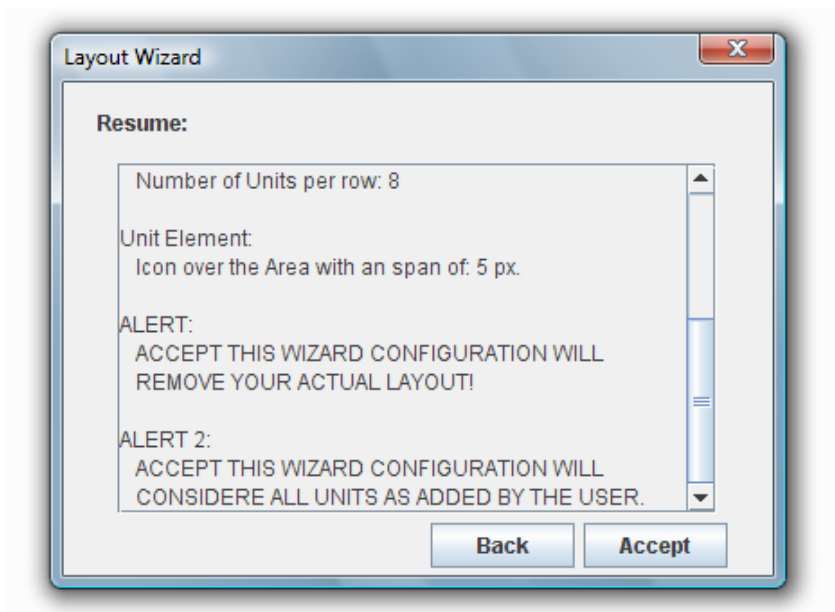 Layout Wizard
Resume:
Number of Units per row: 8
Unit Element:
Icon over the Area with an span of: 5 px.
ALERT:
ACCEPT THIS WIZARD CONFIGURATION WILL
REMOVE YOUR ACTUAL LAYOUT!
ALERT 2:
ACCEPT THIS WIZARD CONFIGURATION WILL
CONSIDERE ALL UNITS AS ADDED BY THE USER.
Back
Accept